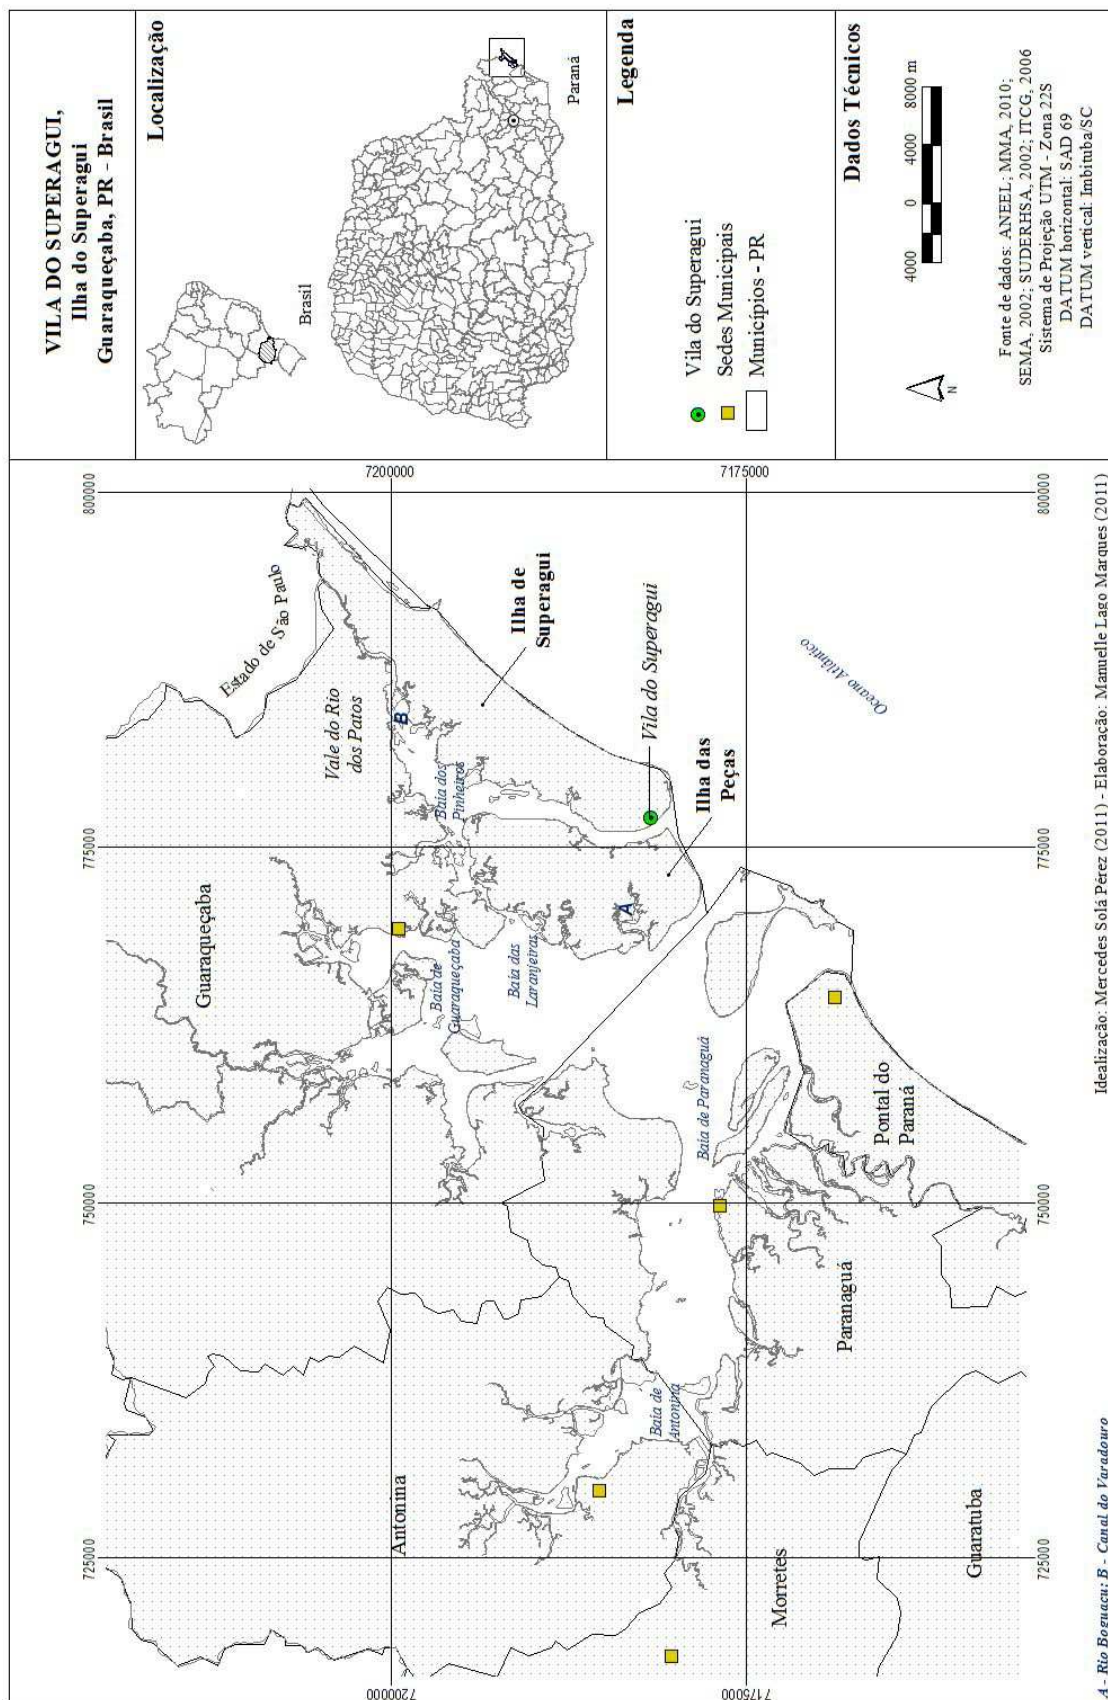 VILA DO SUPERAGUI,
Ilha do Superagui
Guaraqueçaba, PR - Brasil
Localização
Brasil
Paraná
Legenda
Vila do Superagui
Sedes Municipais
Municípios - PR
Dados Técnicos
4000 0 4000 8000 m
N
Fonte de dados: ANEEL; MMA, 2010;
SEMA, 2002; SUDERHSA, 2002; ITCG, 2006
Sistema de Projeção UTM - Zona 22S
DATUM horizontal: SAD 69
DATUM vertical: Imbituba/SC
725000
750000
775000
800000
7200000
7200000
Estado de São Paulo
Guaraqueçaba
Vale do Rio
dos Patos
Antonina
B
Baía de
Guaraqueçaba
Baía dos
Pinheiros
Baía das
Laranjeiras
Ilha de
Superagui
A
Vila do Superagui
Baía de
Antonina
Baía de Paranaguá
Ilha das
Peças
7175000
7175000
Morretes
Paranaguá
Pontal do
Paraná
Oceano Atlântico
Guaratuba
725000
750000
775000
800000
A - Rio Boguaçu; B - Canal do Varadouro
Idealização: Mercedes Solá Pérez (2011) - Elaboração: Manuelle Lago Marques (2011)